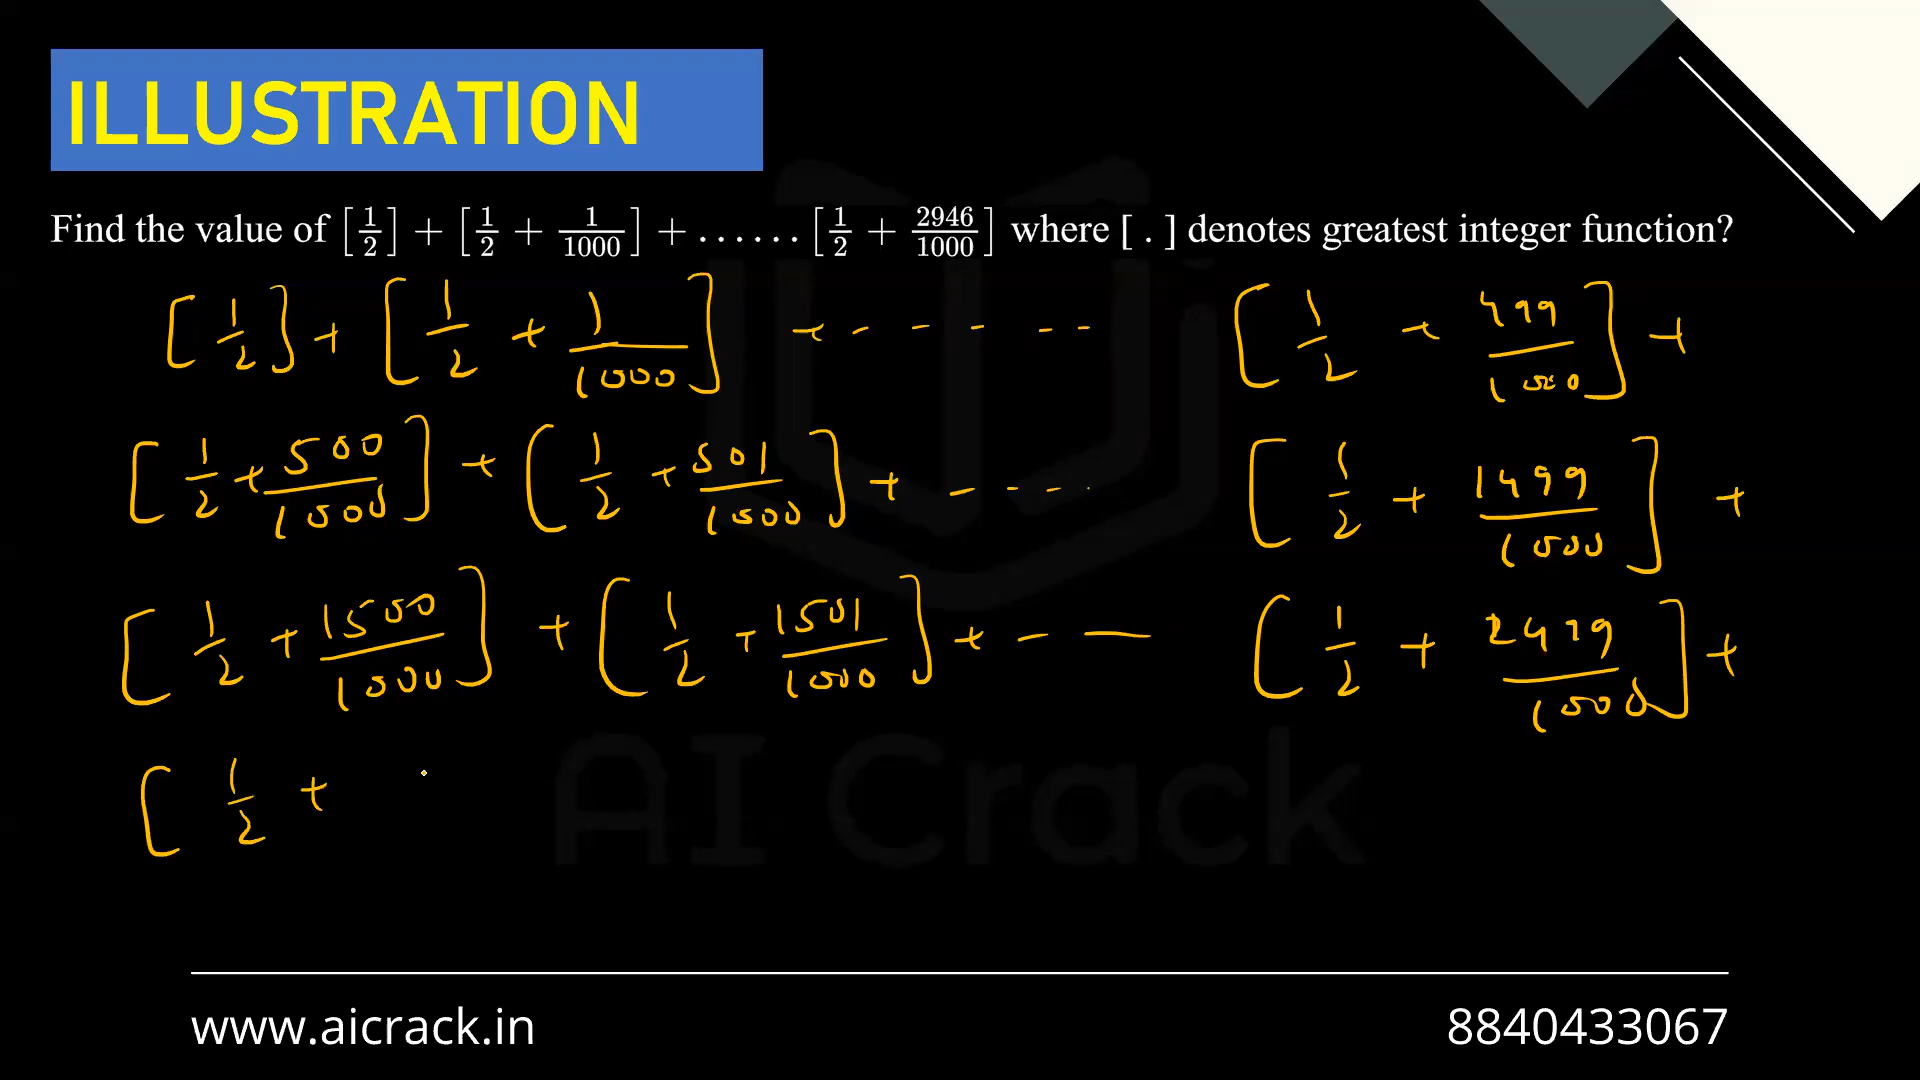 ILLUSTRATION
Find the value of [1/2] + [1/2 + 1/1000] + ...... [1/2 + 2946/1000] where [ . ] denotes greatest integer function?
[1/2] + [1/2 + 1/1000] + - - - - - [1/2 + 499/1000] +
[1/2 + 500/1000] + [1/2 + 501/1000] + - - - - [1/2 + 1499/1000] +
[1/2 + 1500/1000] + [1/2 + 1501/1000] + - — [1/2 + 2499/1000] +
[ 1/2 +
AI Crack
www.aicrack.in
8840433067